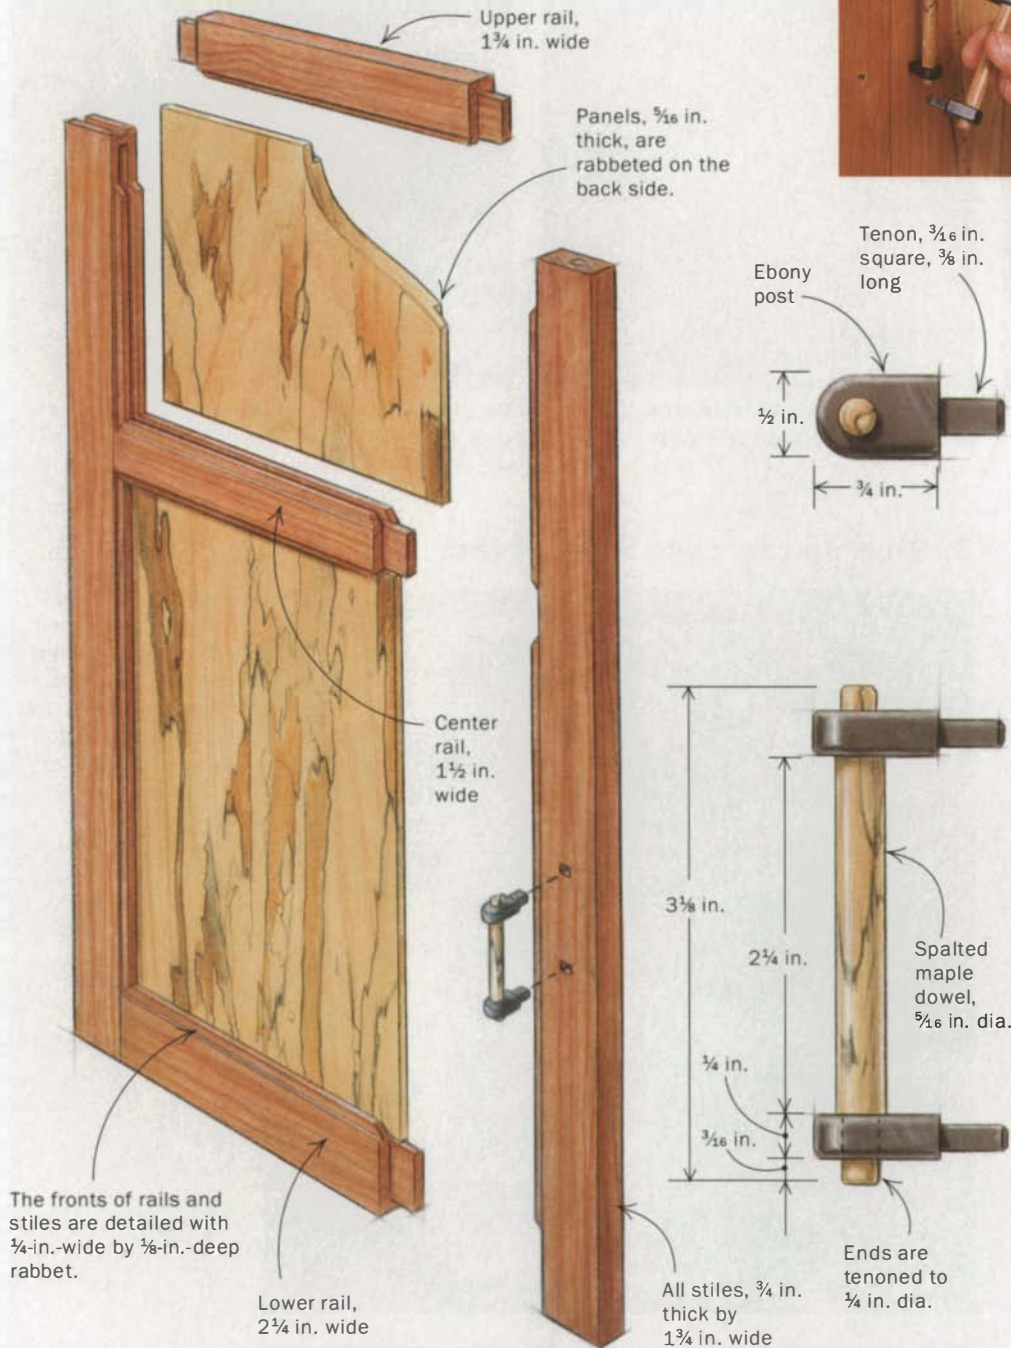 Upper rail,
1¾ in. wide
Panels, 5⁄16 in.
thick, are
rabbeted on the
back side.
Tenon, 3⁄16 in.
square, ⅜ in.
long
Ebony
post
½ in.
¾ in.
Center
rail,
1½ in.
wide
3⅛ in.
2¼ in.
Spalted
maple
dowel,
5⁄16 in. dia.
¼ in.
3⁄16 in.
The fronts of rails and
stiles are detailed with
¼-in.-wide by ⅛-in.-deep
rabbet.
Lower rail,
2¼ in. wide
All stiles, ¾ in.
thick by
1¾ in. wide
Ends are
tenoned to
¼ in. dia.